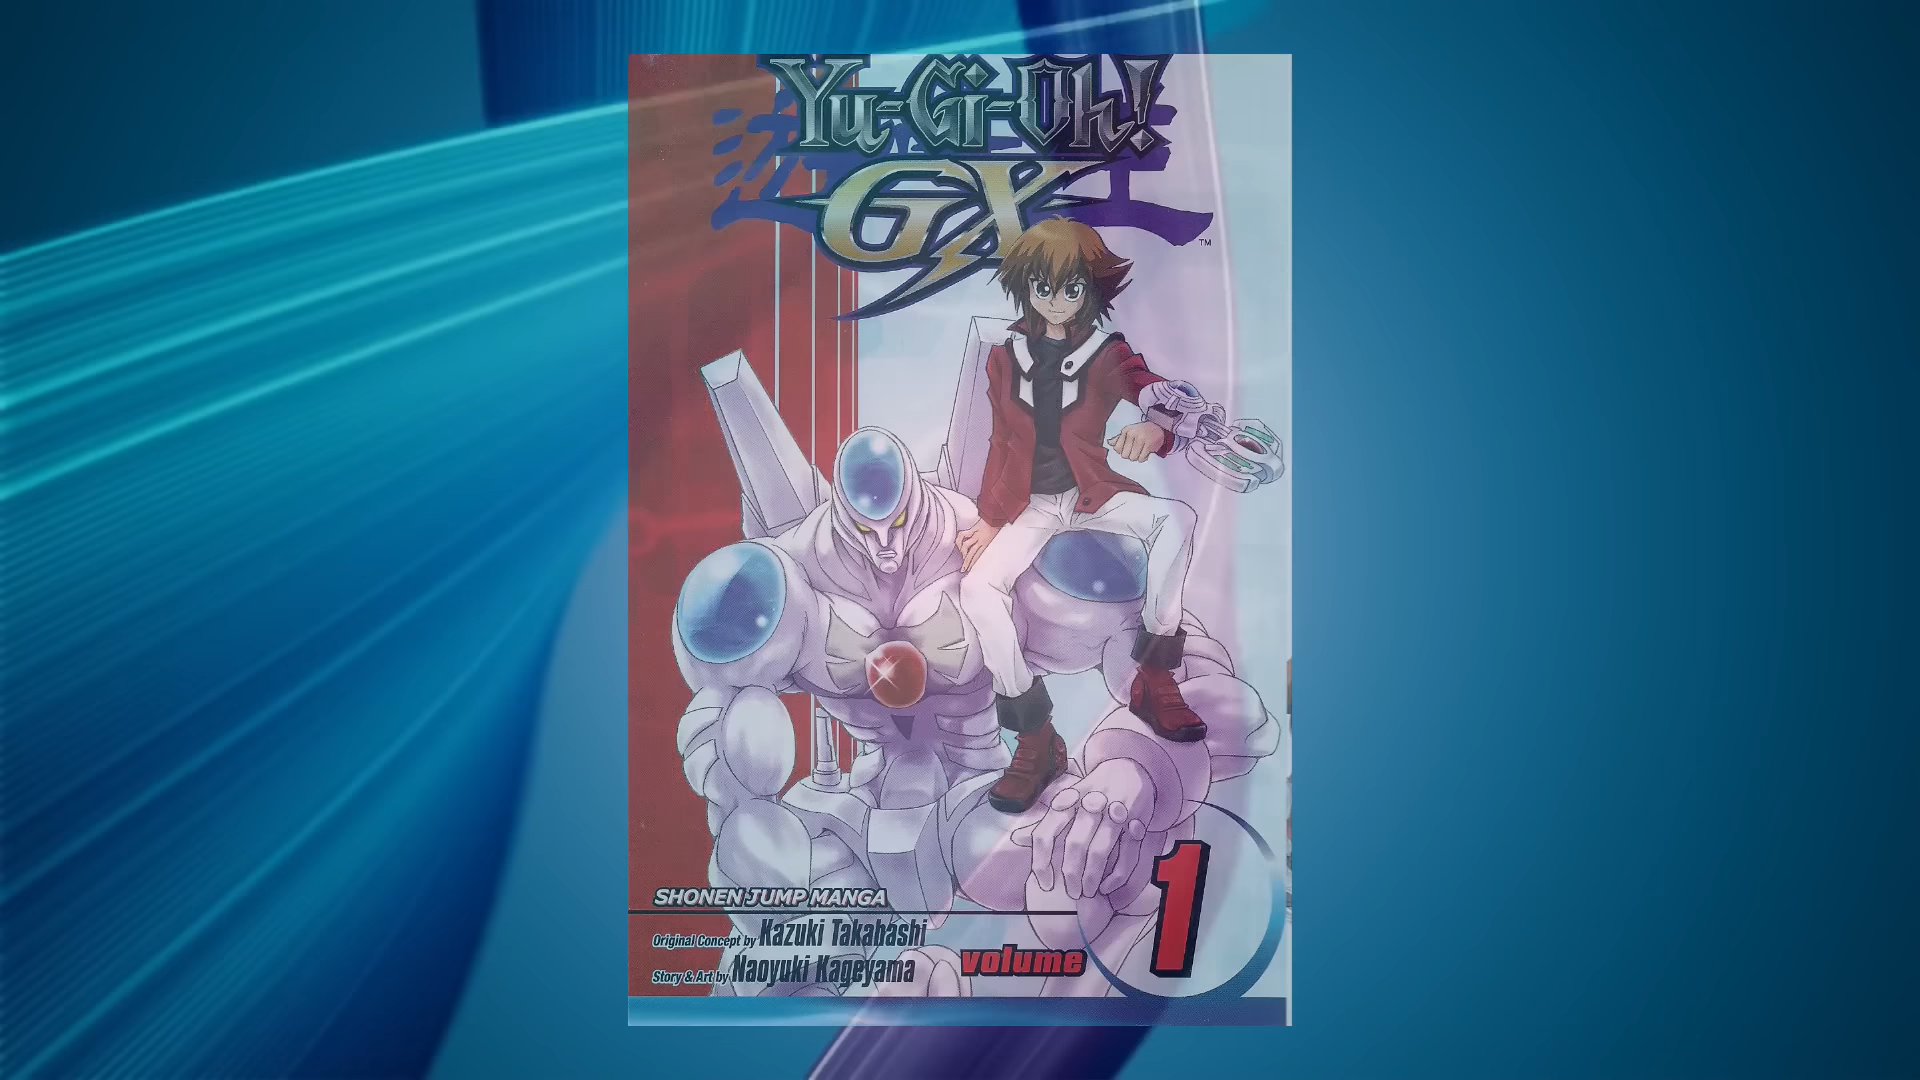 Yu-Gi-Oh!
GX
TM
SHONEN JUMP MANGA
Original Concept by Kazuki Takahashi
Story & Art by Naoyuki Kageyama
volume 1